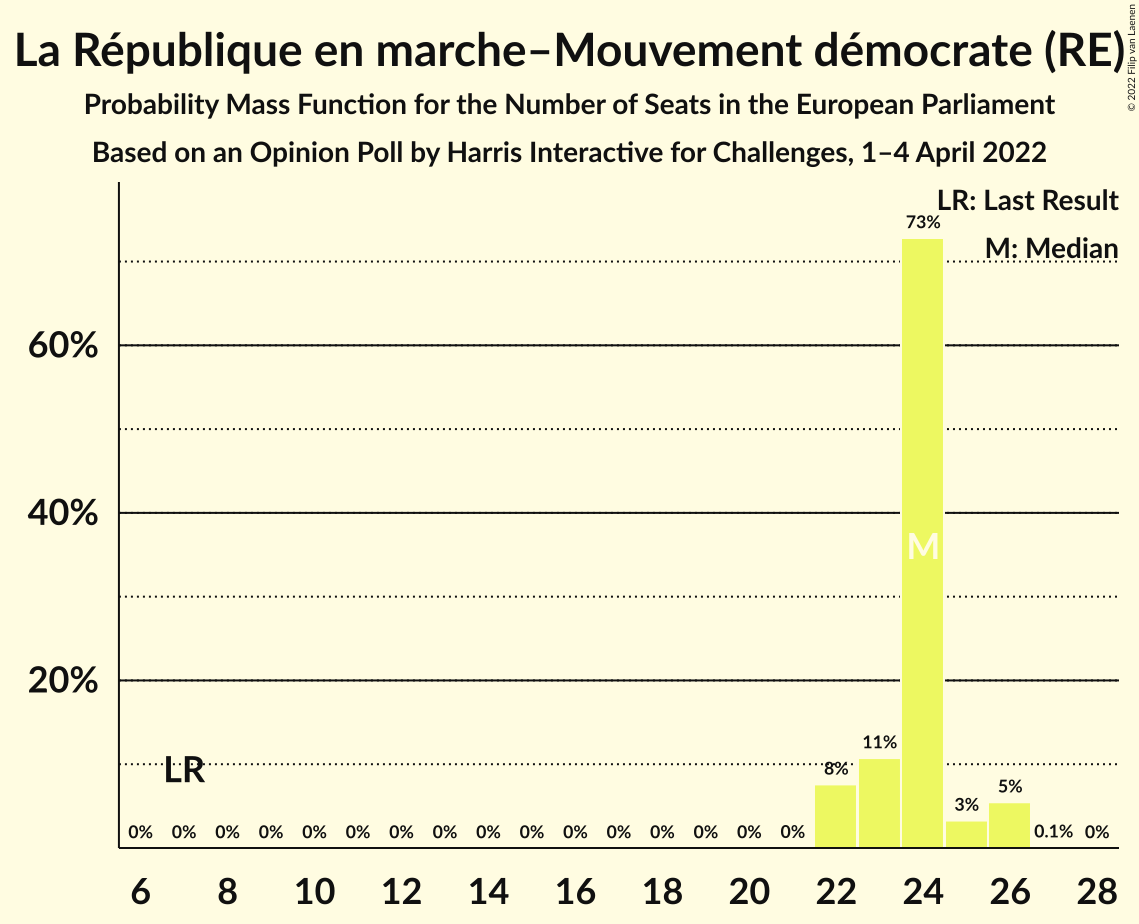 La République en marche–Mouvement démocrate (RE)
Probability Mass Function for the Number of Seats in the European Parliament
Based on an Opinion Poll by Harris Interactive for Challenges, 1–4 April 2022
© 2022 Filip van Laenen
LR: Last Result
M: Median
60%
40%
20%
73%
M
LR
0% 0% 0% 0% 0% 0% 0% 0% 0% 0% 0% 0% 0% 0% 0% 0% 8% 11% 3% 5% 0.1% 0%
6 8 10 12 14 16 18 20 22 24 26 28